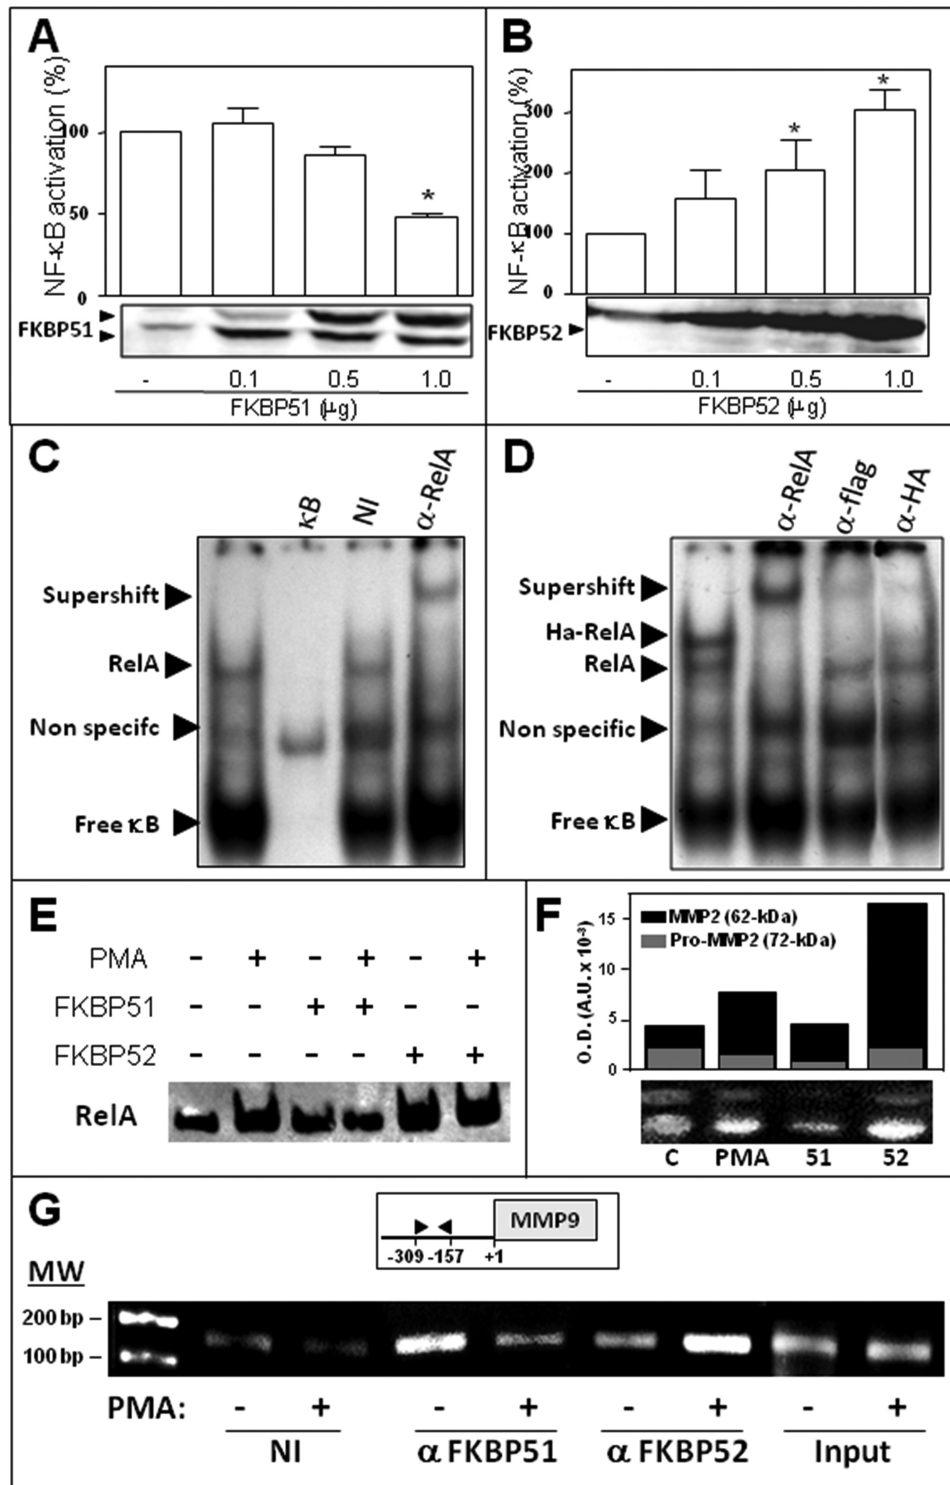 A
NF-κB activation (%)
100
50
0
*
FKBP51
- 0.1 0.5 1.0
FKBP51 (μg)
B
NF-κB activation (%)
300
200
100
0
* *
FKBP52
- 0.1 0.5 1.0
FKBP52 (μg)
C
κB NI α-RelA
Supershift
RelA
Non specifc
Free κB
D
α-RelA α-flag α-HA
Supershift
Ha-RelA
RelA
Non specific
Free κB
E
PMA - + - + - +
FKBP51 - - + + - -
FKBP52 - - - - + +
RelA
F
O.D. (A.U. x 10⁻³)
15
10
5
0
MMP2 (62-kDa)
Pro-MMP2 (72-kDa)
C PMA 51 52
G
MMP9
-309 -157 +1
MW
200 bp –
100 bp –
PMA: - + - + - + - +
NI α FKBP51 α FKBP52 Input